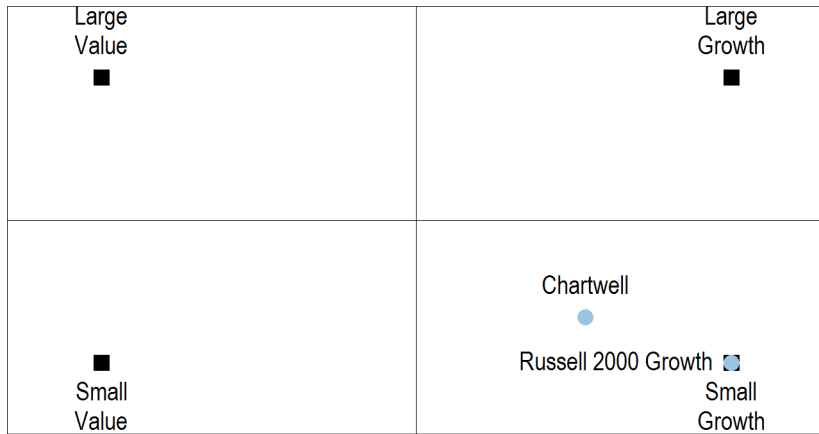 Large
Value
Large
Growth
Chartwell
Russell 2000 Growth
Small
Value
Small
Growth